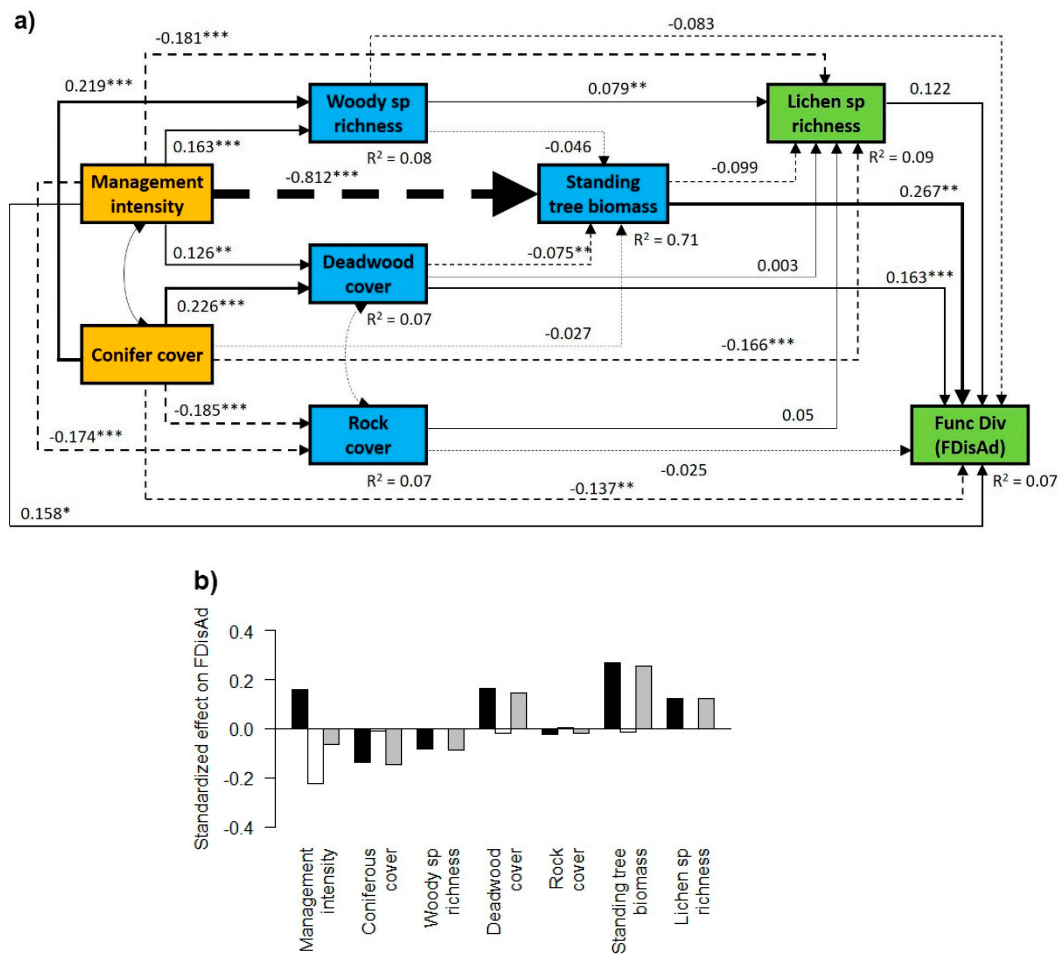 a)
-0.083
-0.181***
0.219***
0.079**
0.122
Woody sp
richness
Lichen sp
richness
0.163***
-0.046
R² = 0.08
R² = 0.09
-0.099
Management
intensity
-0.812***
Standing
tree biomass
0.267**
R² = 0.71
0.126**
-0.075**
Deadwood
cover
0.003
0.163***
0.226***
R² = 0.07
-0.027
Conifer cover
-0.166***
-0.185***
Rock
cover
0.05
Func Div
(FDisAd)
-0.174***
-0.025
R² = 0.07
-0.137**
R² = 0.07
0.158*
b)
Standardized effect on FDisAd
0.4
0.2
0.0
-0.2
-0.4
Management
intensity
Coniferous
cover
Woody sp
richness
Deadwood
cover
Rock
cover
Standing tree
biomass
Lichen sp
richness